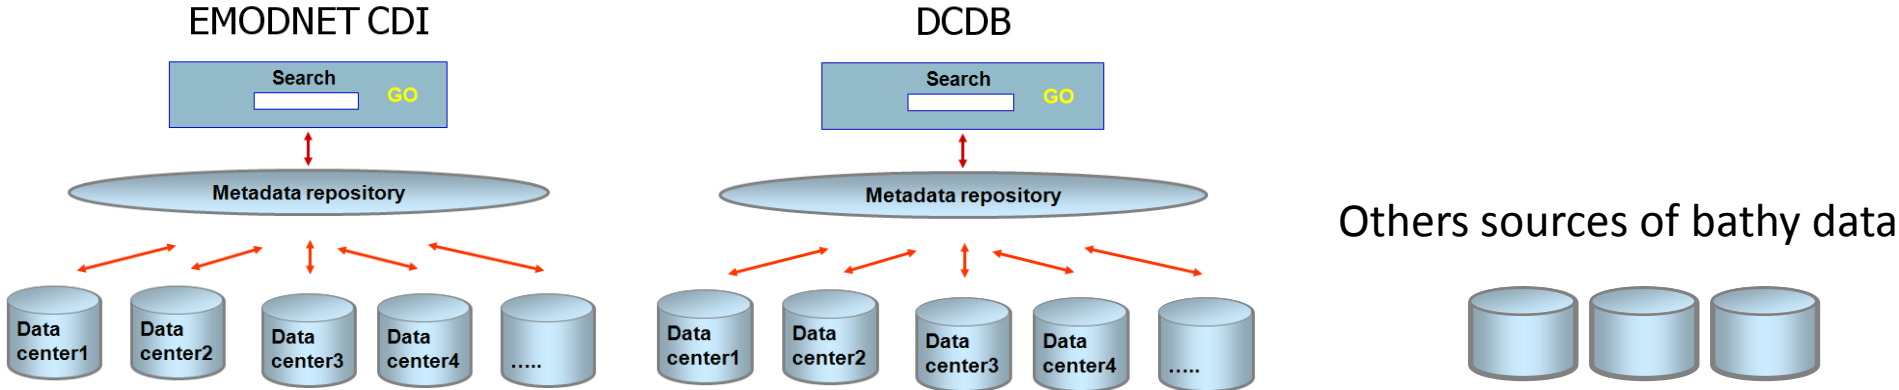 EMODNET CDI
Search
GO
Metadata repository
Data
center1
Data
center2
Data
center3
Data
center4
.....
DCDB
Search
GO
Metadata repository
Data
center1
Data
center2
Data
center3
Data
center4
.....
Others sources of bathy data